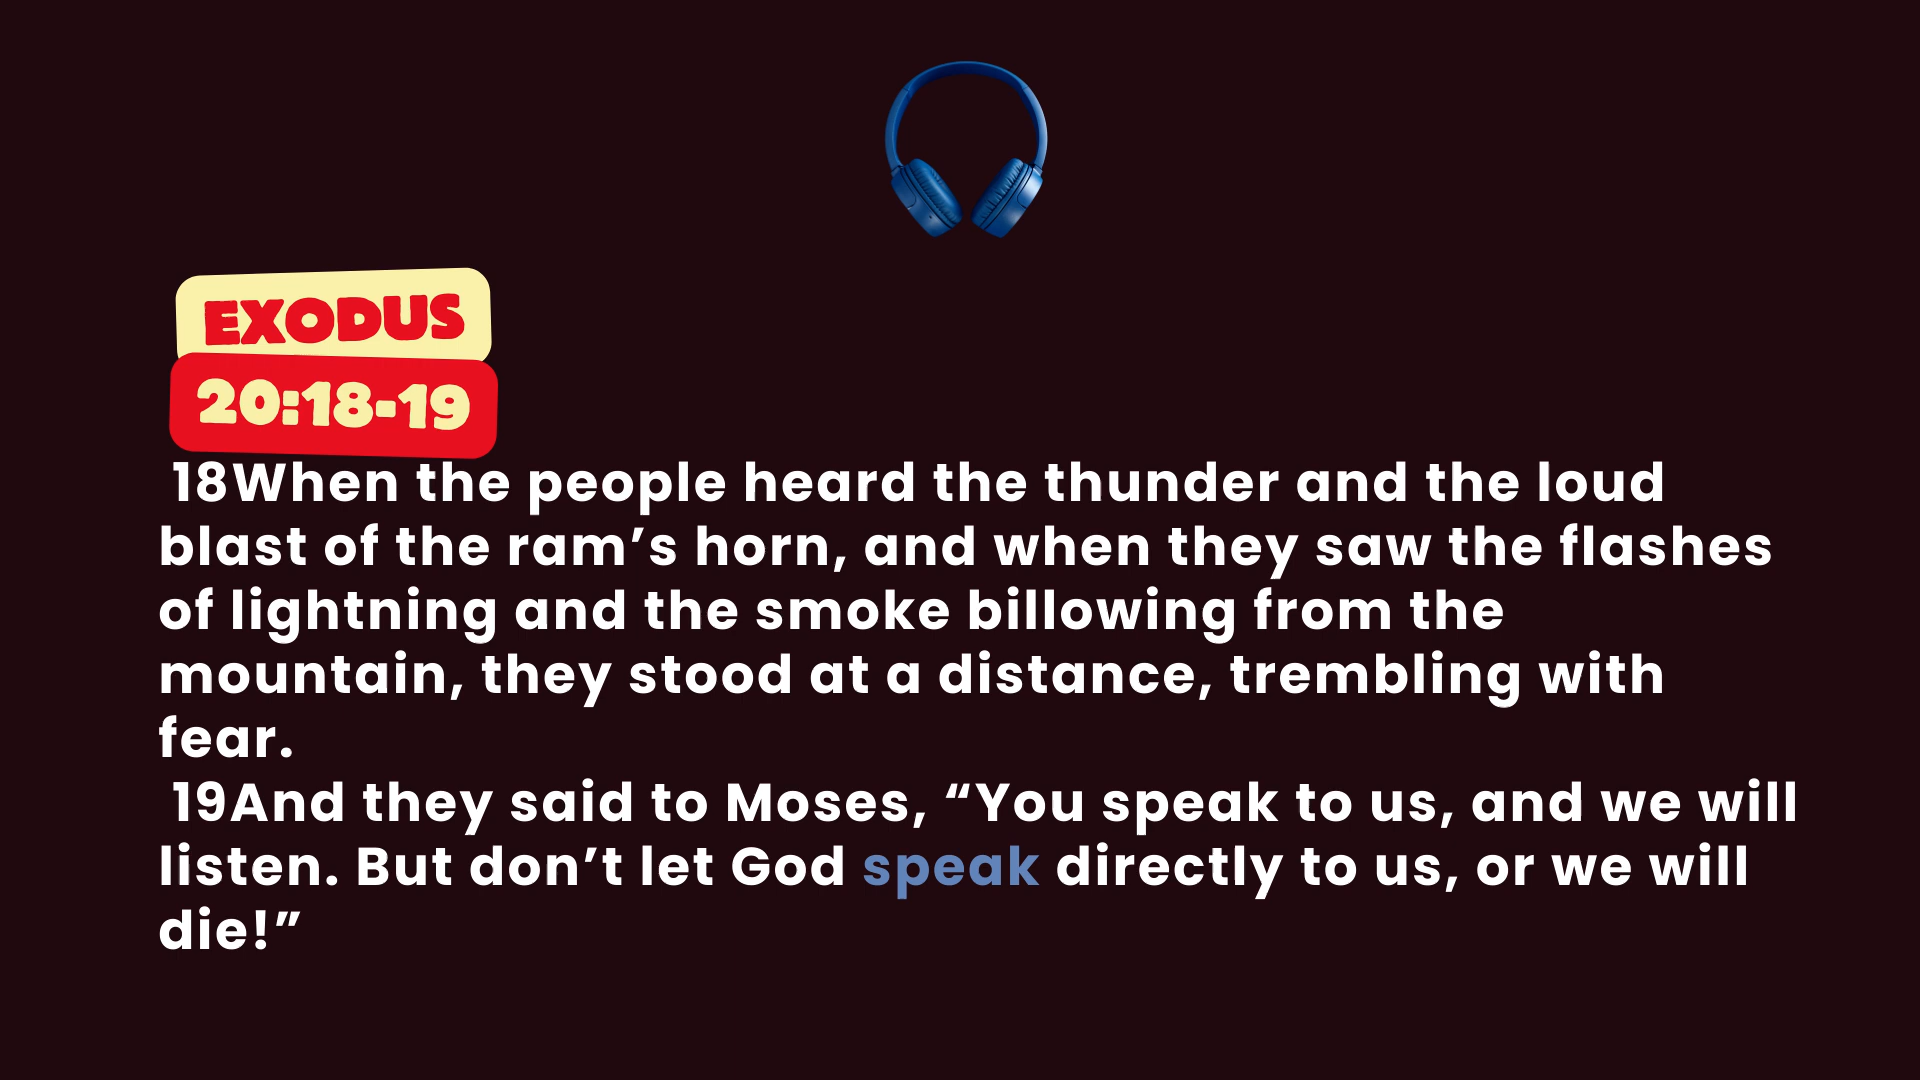 EXODUS
20:18-19
18When the people heard the thunder and the loud
blast of the ram’s horn, and when they saw the flashes
of lightning and the smoke billowing from the
mountain, they stood at a distance, trembling with
fear.
19And they said to Moses, “You speak to us, and we will
listen. But don’t let God speak directly to us, or we will
die!”